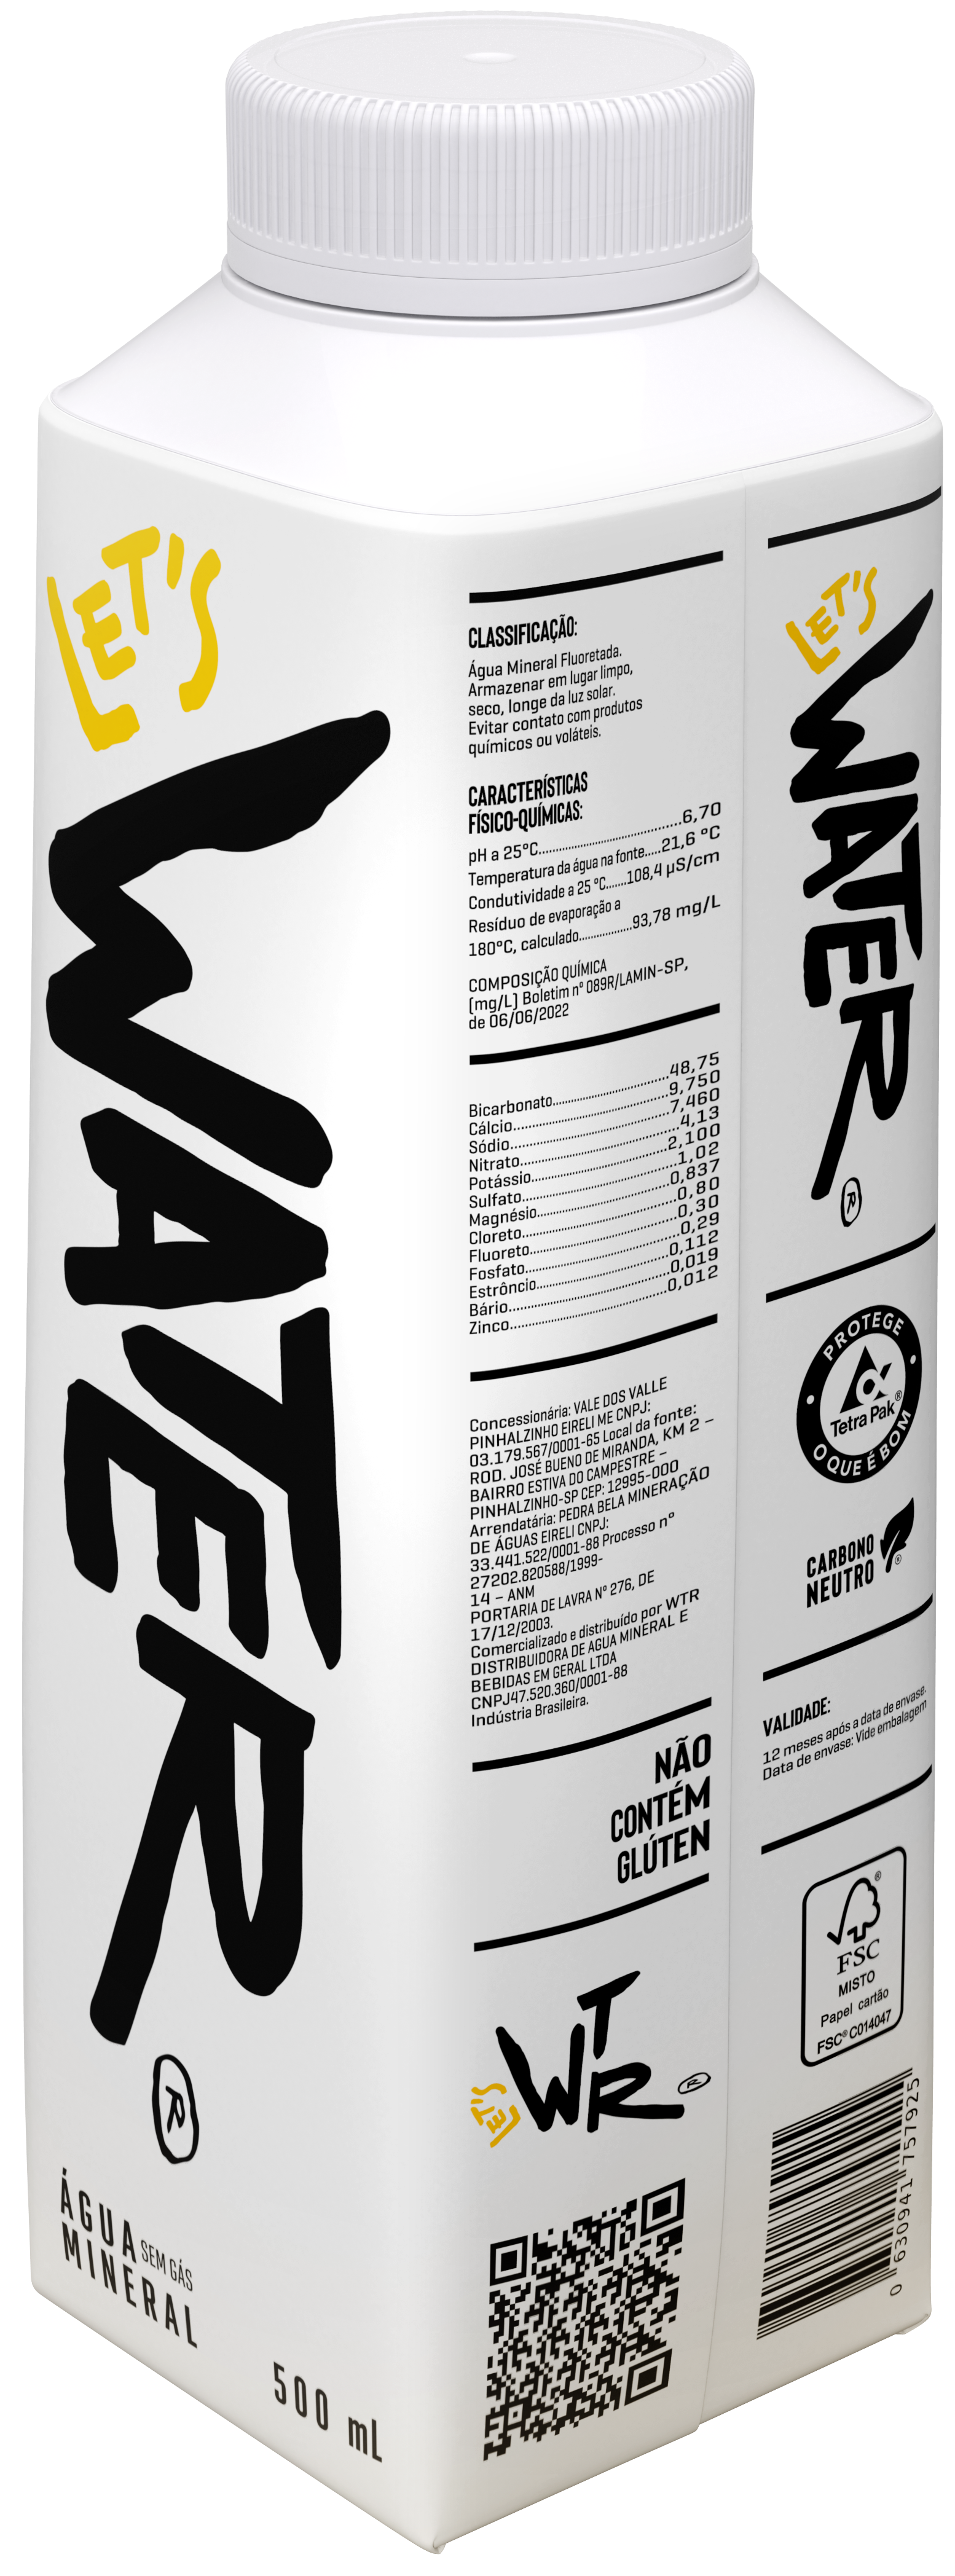 LET'S
WATER
®
ÁGUA SEM GÁS
MINERAL
500 mL
CLASSIFICAÇÃO:
Água Mineral Fluoretada.
Armazenar em lugar limpo,
seco, longe da luz solar.
Evitar contato com produtos
químicos ou voláteis.
CARACTERÍSTICAS
FÍSICO-QUÍMICAS:
pH a 25°C..........6,70
Temperatura da água na fonte.....21,6 °C
Condutividade a 25 °C.......108,4 µS/cm
Resíduo de evaporação a
180°C, calculado.................93,78 mg/L
COMPOSIÇÃO QUÍMICA
(mg/L) Boletim nº 089R/LAMIN-SP,
de 06/06/2022
Bicarbonato..........48,75
Cálcio..........9,750
Sódio..........7,460
Nitrato..........4,13
Potássio..........2,100
Sulfato..........1,02
Magnésio..........0,837
Cloreto..........0,80
Fluoreto..........0,30
Fosfato..........0,29
Estrôncio..........0,112
Bário..........0,019
Zinco..........0,012
Concessionária: VALE DOS VALLE
PINHALZINHO EIRELI ME CNPJ:
03.179.567/0001-65 Local da fonte:
ROD. JOSÉ BUENO DE MIRANDA, KM 2 –
BAIRRO ESTIVA DO CAMPESTRE –
PINHALZINHO-SP CEP: 12995-000
Arrendatária: PEDRA BELA MINERAÇÃO
DE ÁGUAS EIRELI CNPJ:
33.441.522/0001-88 Processo nº
27202.820588/1999-
14 – ANM
PORTARIA DE LAVRA Nº 276, DE
17/12/2003.
Comercializado e distribuído por WTR
DISTRIBUIDORA DE AGUA MINERAL E
BEBIDAS EM GERAL LTDA
CNPJ47.520.360/0001-88
Indústria Brasileira.
NÃO
CONTÉM
GLÚTEN
LET'S
WTR
®
LET'S
WATER
®
PROTEGE
Tetra Pak®
O QUE É BOM
CARBONO
NEUTRO
®
VALIDADE:
12 meses após a data de envase.
Data de envase: Vide embalagem
®
FSC
MISTO
Papel cartão
FSC® C014047
0 630941 757925